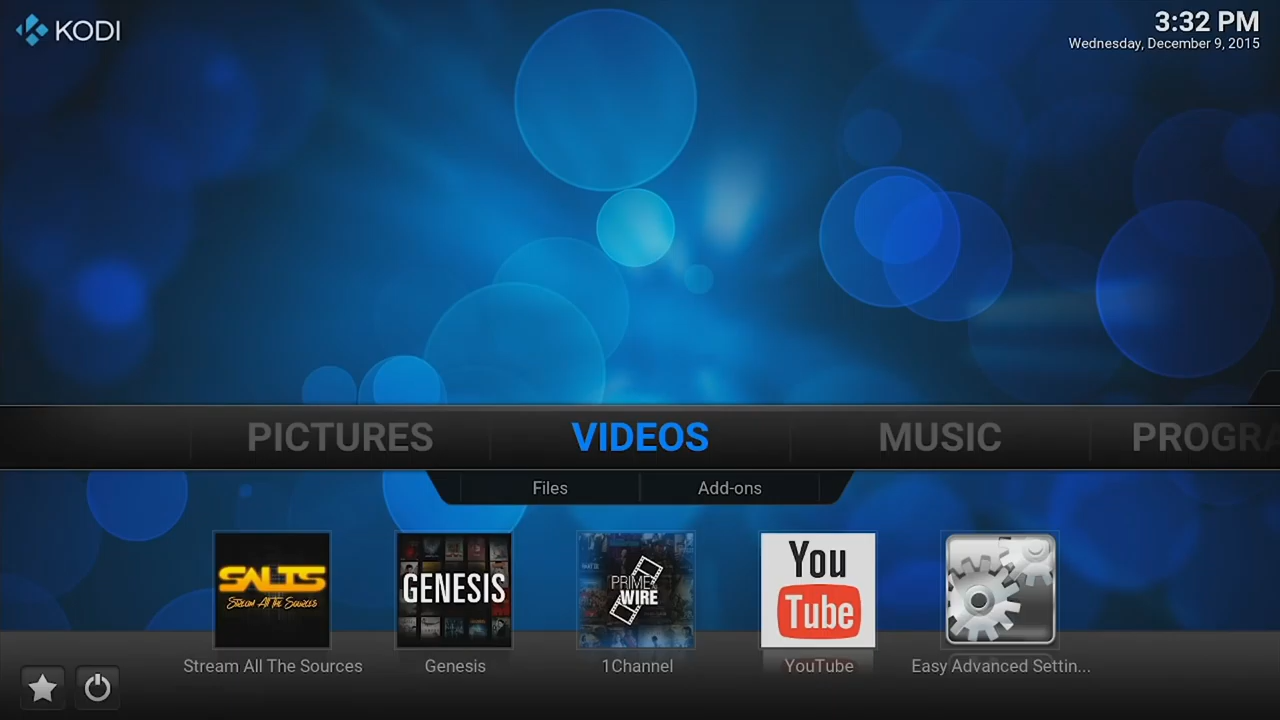 KODI
3:32 PM
Wednesday, December 9, 2015
PICTURES
VIDEOS
MUSIC
PROGRA
Files
Add-ons
SALTS
STREAM ALL THE SOURCES
GENESIS
PRIME
WIRE
You
Tube
Stream All The Sources
Genesis
1Channel
YouTube
Easy Advanced Settin...